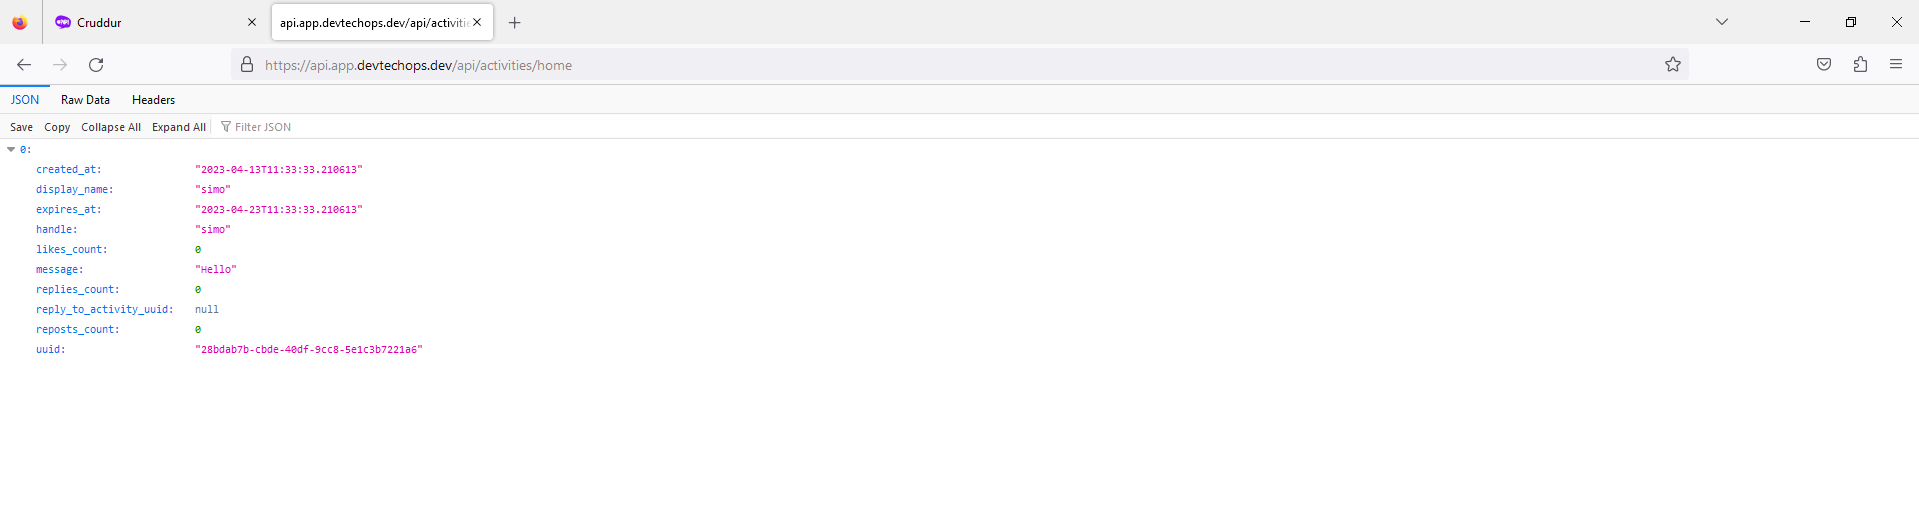 Cruddur
api.app.devtechops.dev/api/activitie
https://api.app.devtechops.dev/api/activities/home
JSON Raw Data Headers
Save Copy Collapse All Expand All Filter JSON
0:
created_at: "2023-04-13T11:33:33.210613"
display_name: "simo"
expires_at: "2023-04-23T11:33:33.210613"
handle: "simo"
likes_count: 0
message: "Hello"
replies_count: 0
reply_to_activity_uuid: null
reposts_count: 0
uuid: "28bdab7b-cbde-40df-9cc8-5e1c3b7221a6"